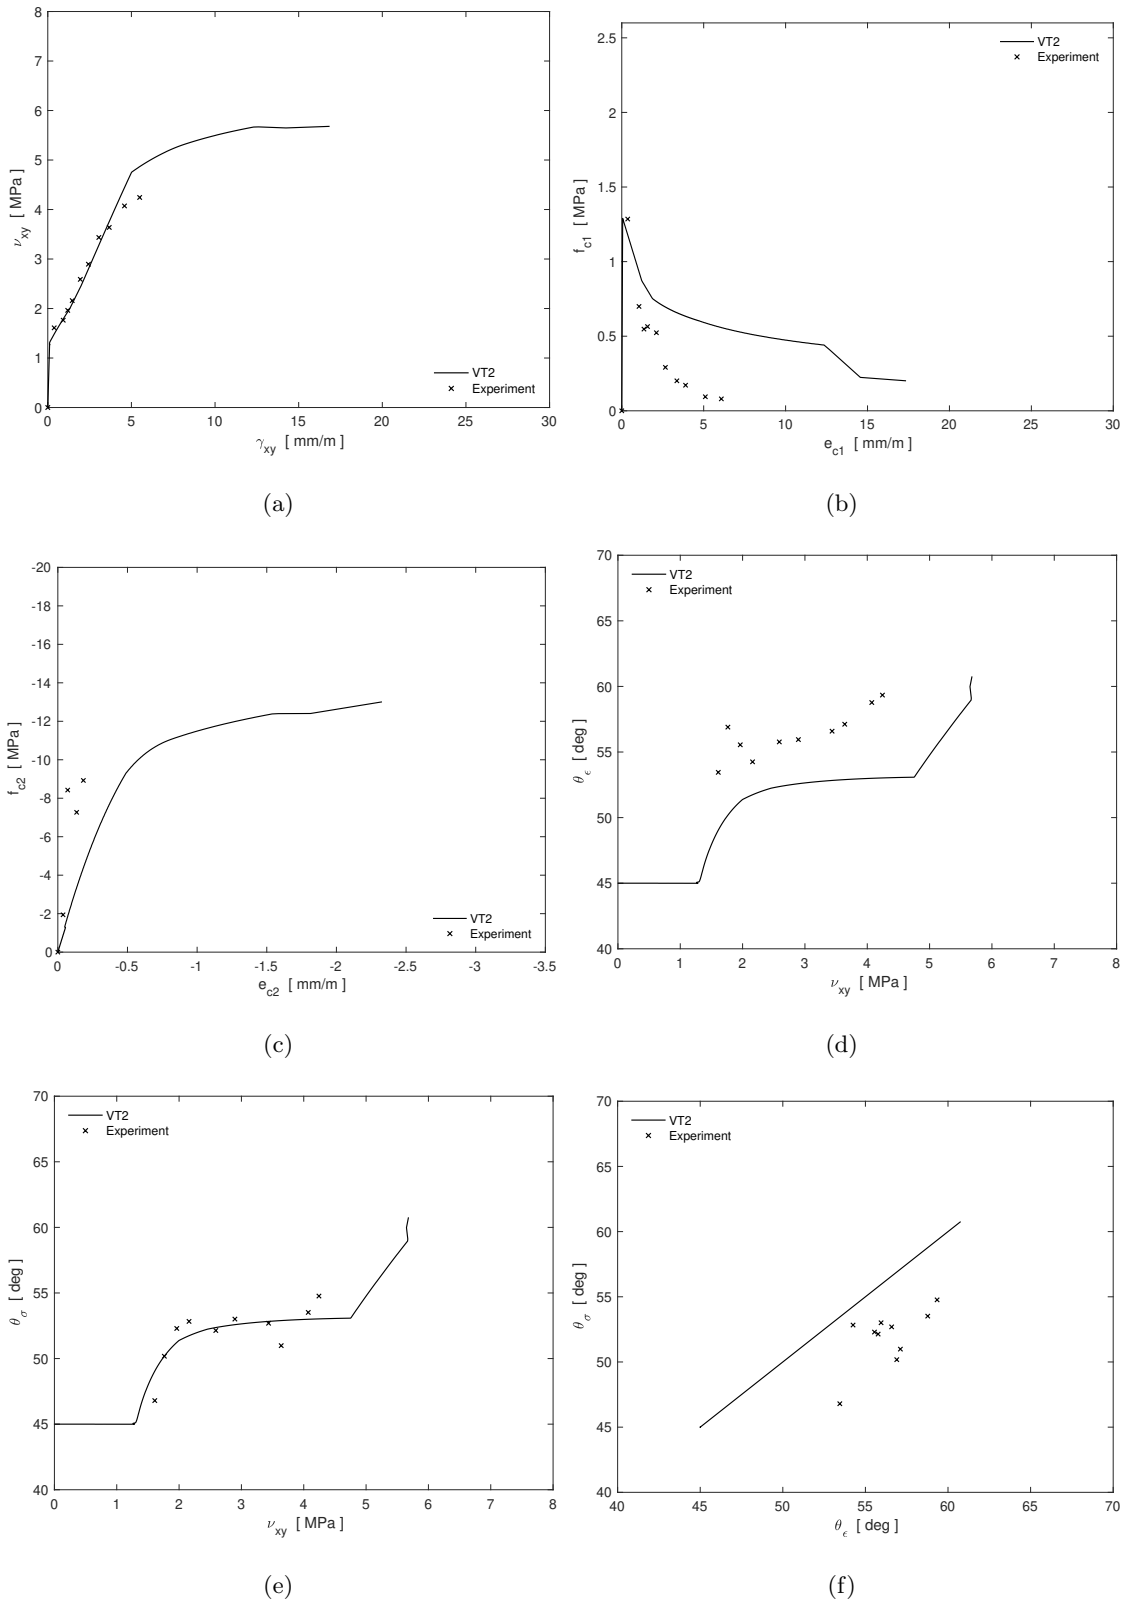 8
7
6
5
4
3
2
1
0
ν_xy [ MPa ]
VT2
Experiment
0 5 10 15 20 25 30
γ_xy [ mm/m ]
(a)
2.5
2
1.5
1
0.5
0
f_c1 [ MPa ]
VT2
Experiment
0 5 10 15 20 25 30
e_c1 [ mm/m ]
(b)
-20
-18
-16
-14
-12
-10
-8
-6
-4
-2
0
f_c2 [ MPa ]
VT2
Experiment
0 -0.5 -1 -1.5 -2 -2.5 -3 -3.5
e_c2 [ mm/m ]
(c)
70
65
60
55
50
45
40
θ_ϵ [ deg ]
VT2
Experiment
0 1 2 3 4 5 6 7 8
ν_xy [ MPa ]
(d)
70
65
60
55
50
45
40
θ_σ [ deg ]
VT2
Experiment
0 1 2 3 4 5 6 7 8
ν_xy [ MPa ]
(e)
70
65
60
55
50
45
40
θ_σ [ deg ]
VT2
Experiment
40 45 50 55 60 65 70
θ_ϵ [ deg ]
(f)